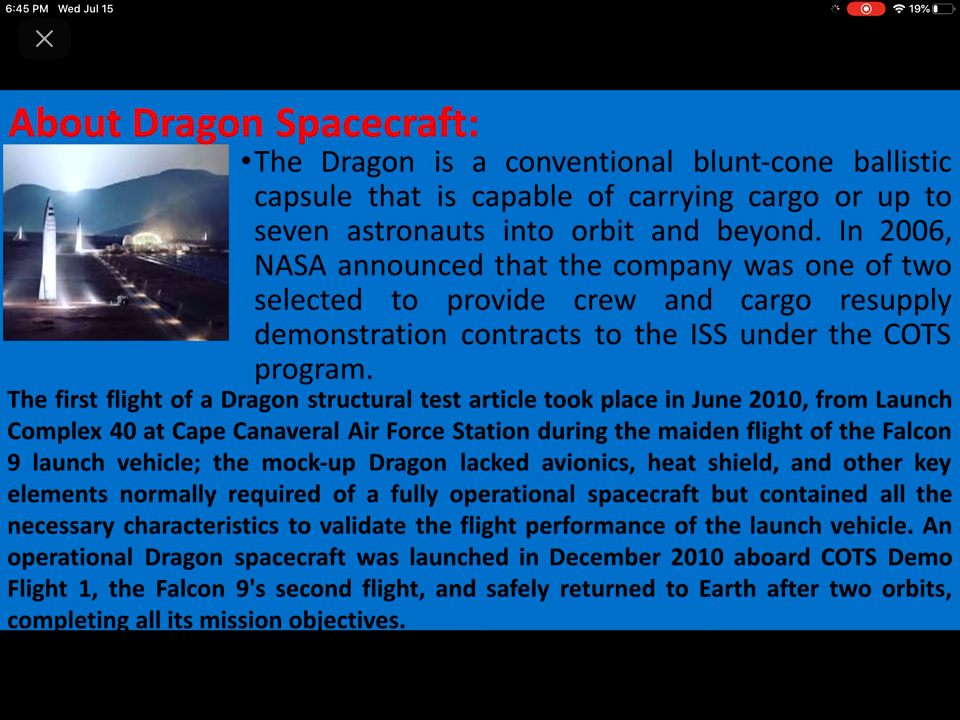 6:45 PM Wed Jul 15
19%
About Dragon Spacecraft:
•The Dragon is a conventional blunt-cone ballistic
capsule that is capable of carrying cargo or up to
seven astronauts into orbit and beyond. In 2006,
NASA announced that the company was one of two
selected to provide crew and cargo resupply
demonstration contracts to the ISS under the COTS
program.
The first flight of a Dragon structural test article took place in June 2010, from Launch
Complex 40 at Cape Canaveral Air Force Station during the maiden flight of the Falcon
9 launch vehicle; the mock-up Dragon lacked avionics, heat shield, and other key
elements normally required of a fully operational spacecraft but contained all the
necessary characteristics to validate the flight performance of the launch vehicle. An
operational Dragon spacecraft was launched in December 2010 aboard COTS Demo
Flight 1, the Falcon 9's second flight, and safely returned to Earth after two orbits,
completing all its mission objectives.